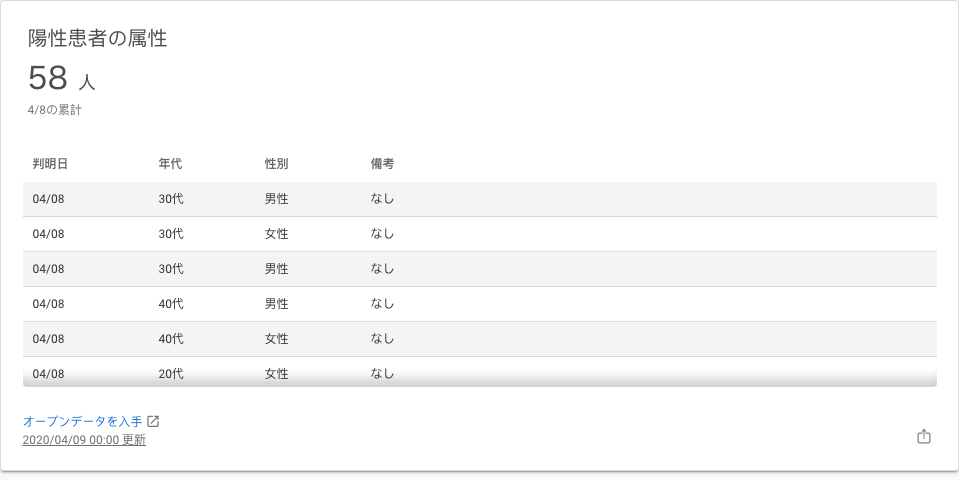 陽性患者の属性
58 人
4/8の累計
判明日 年代 性別 備考
04/08 30代 男性 なし
04/08 30代 女性 なし
04/08 30代 男性 なし
04/08 40代 男性 なし
04/08 40代 女性 なし
04/08 20代 女性 なし
オープンデータを入手
2020/04/09 00:00 更新